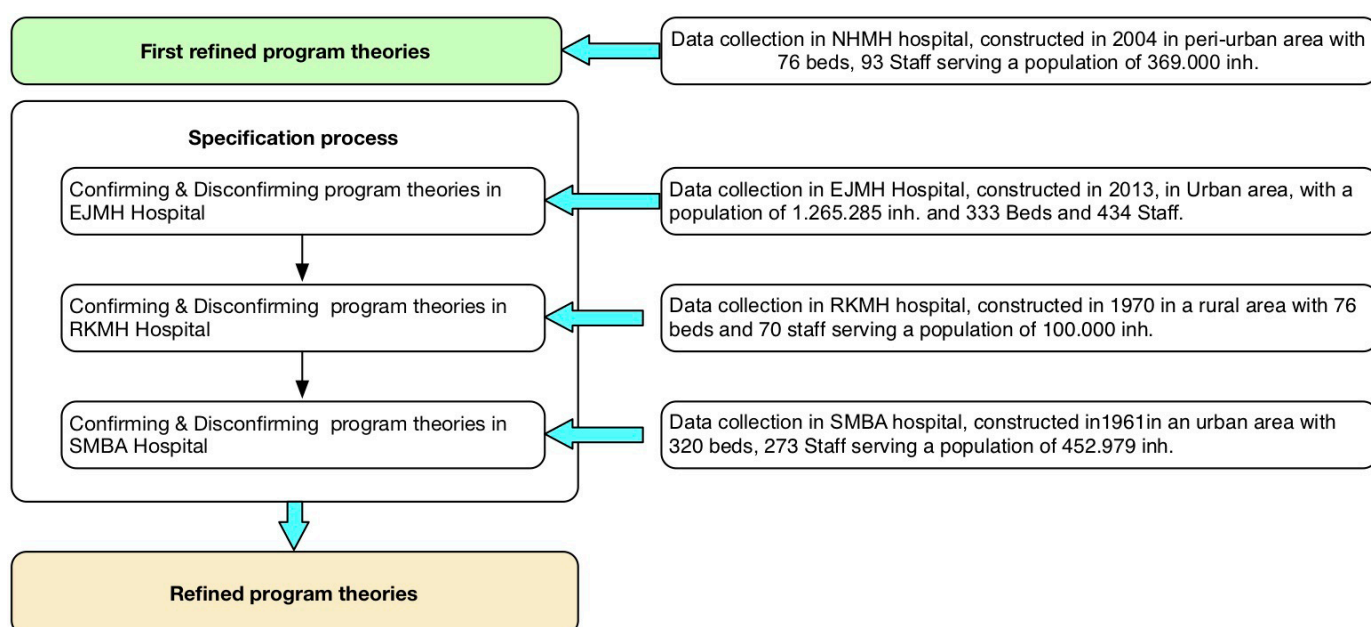 First refined program theories
Data collection in NHMH hospital, constructed in 2004 in peri-urban area with
76 beds, 93 Staff serving a population of 369.000 inh.
Specification process
Confirming & Disconfirming program theories in
EJMH Hospital
Data collection in EJMH Hospital, constructed in 2013, in Urban area, with a
population of 1.265.285 inh. and 333 Beds and 434 Staff.
Confirming & Disconfirming program theories in
RKMH Hospital
Data collection in RKMH hospital, constructed in 1970 in a rural area with 76
beds and 70 staff serving a population of 100.000 inh.
Confirming & Disconfirming program theories in
SMBA Hospital
Data collection in SMBA hospital, constructed in1961in an urban area with
320 beds, 273 Staff serving a population of 452.979 inh.
Refined program theories